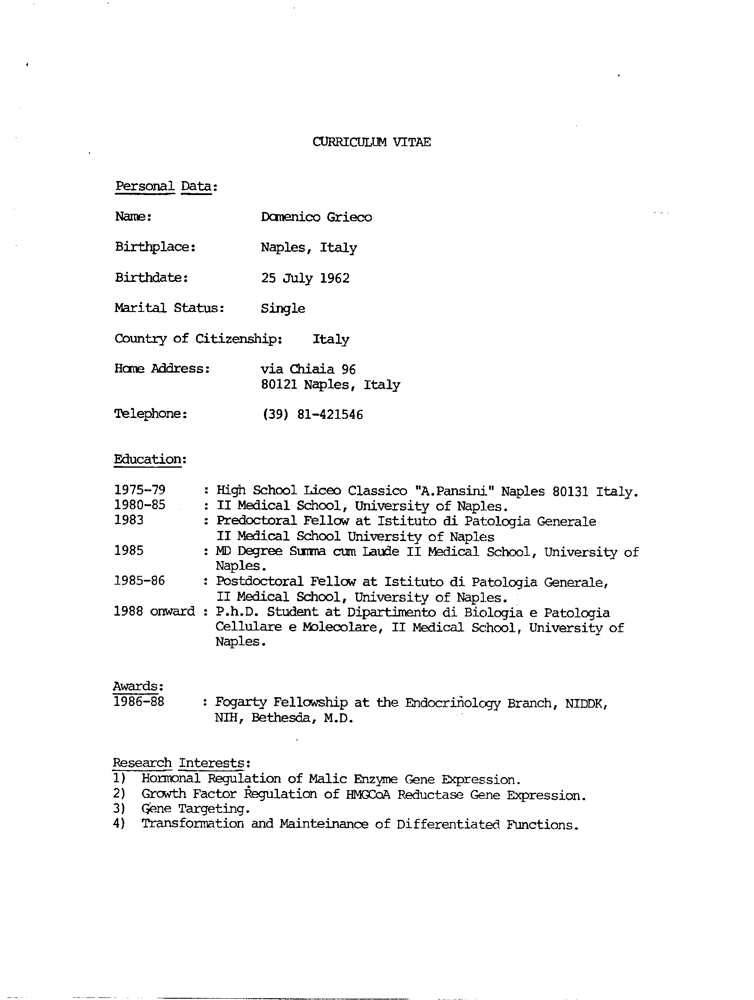 CURRICULUM VITAE
Personal Data:
Name: Domenico Grieco
Birthplace: Naples, Italy
Birthdate: 25 July 1962
Marital Status: Single
Country of Citizenship: Italy
Home Address: via Chiaia 96
80121 Naples, Italy
Telephone: (39) 81-421546
Education:
1975-79 : High School Liceo Classico "A.Pansini" Naples 80131 Italy.
1980-85 : II Medical School, University of Naples.
1983 : Predoctoral Fellow at Istituto di Patologia Generale
II Medical School University of Naples
1985 : MD Degree Summa cum Laude II Medical School, University of
Naples.
1985-86 : Postdoctoral Fellow at Istituto di Patologia Generale,
II Medical School, University of Naples.
1988 onward : P.h.D. Student at Dipartimento di Biologia e Patologia
Cellulare e Molecolare, II Medical School, University of
Naples.
Awards:
1986-88 : Fogarty Fellowship at the Endocrinology Branch, NIDDK,
NIH, Bethesda, M.D.
Research Interests:
1) Hormonal Regulation of Malic Enzyme Gene Expression.
2) Growth Factor Regulation of HMGCoA Reductase Gene Expression.
3) Gene Targeting.
4) Transformation and Mainteinance of Differentiated Functions.